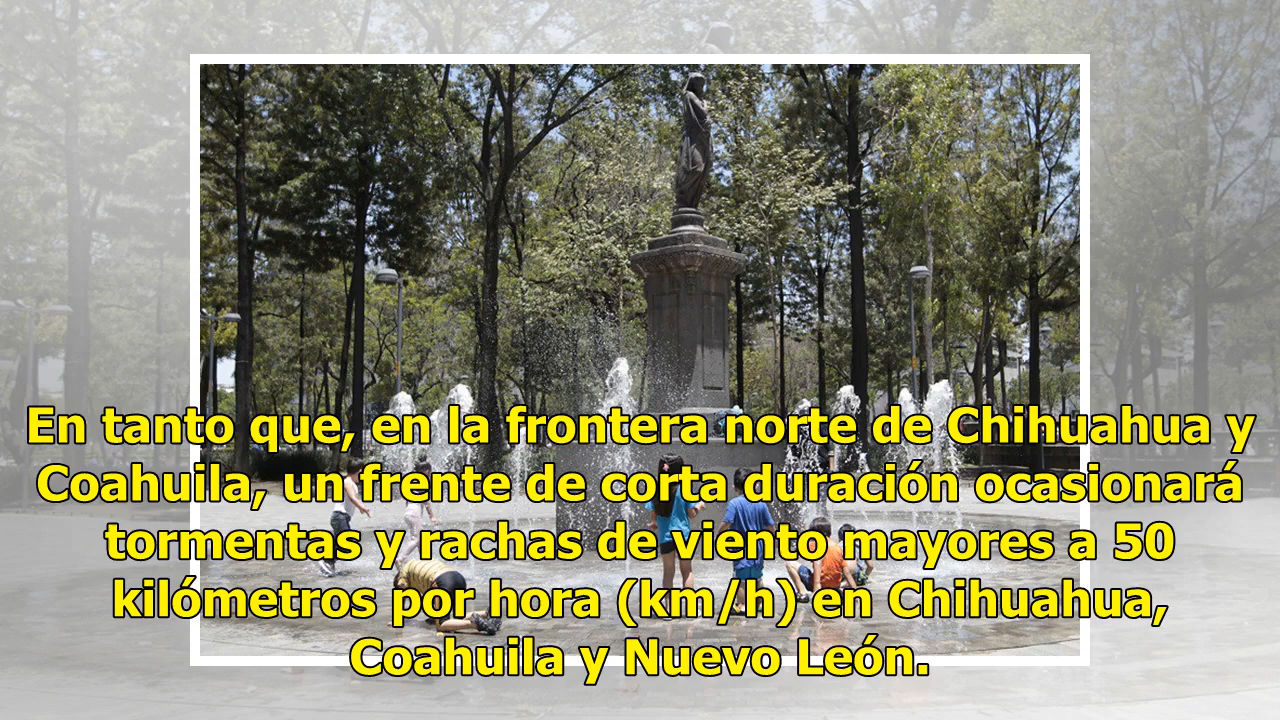 En tanto que, en la frontera norte de Chihuahua y
Coahuila, un frente de corta duración ocasionará
tormentas y rachas de viento mayores a 50
kilómetros por hora (km/h) en Chihuahua,
Coahuila y Nuevo León.